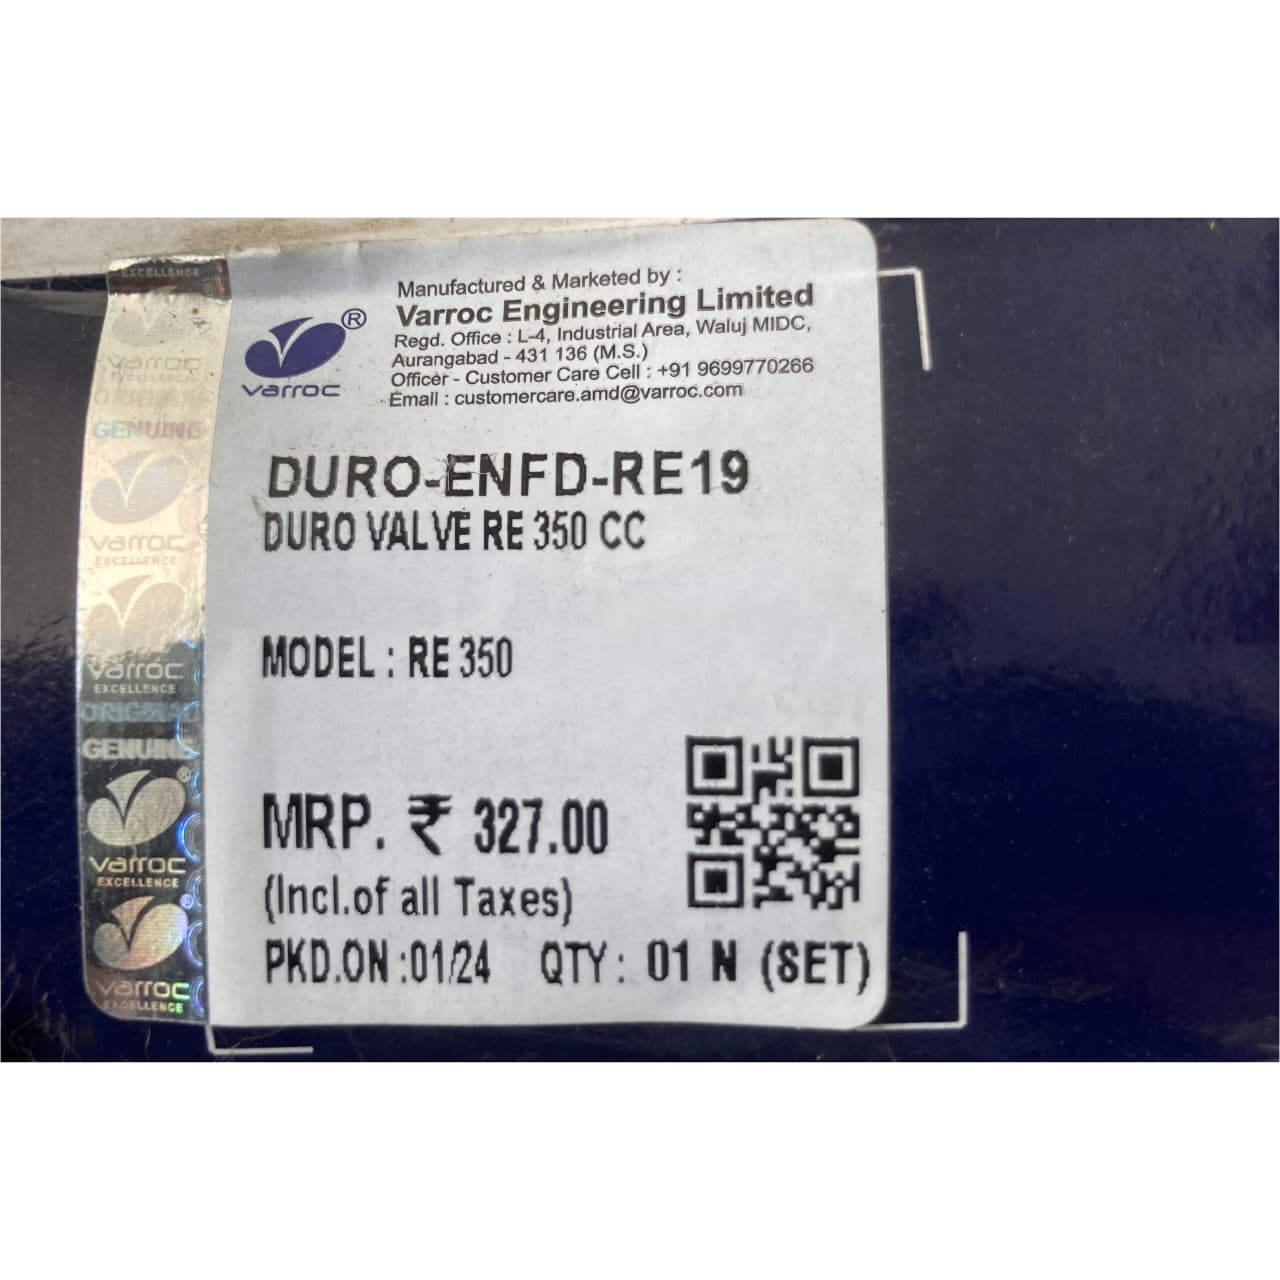 Manufactured & Marketed by :
Varroc Engineering Limited
Regd. Office : L-4, Industrial Area, Waluj MIDC,
Aurangabad - 431 136 (M.S.)
Officer - Customer Care Cell : +91 9699770266
Email : customercare.amd@varroc.com
varroc
DURO-ENFD-RE19
DURO VALVE RE 350 CC
MODEL : RE 350
MRP. ₹ 327.00
(Incl.of all Taxes)
PKD.ON :01/24 QTY : 01 N (SET)
EXCELLENCE
varroc
EXCELLENCE
GENUINE
varroc
EXCELLENCE
varroc
EXCELLENCE
ORIGINAL
GENUINE
varroc
EXCELLENCE
varroc
EXCELLENCE